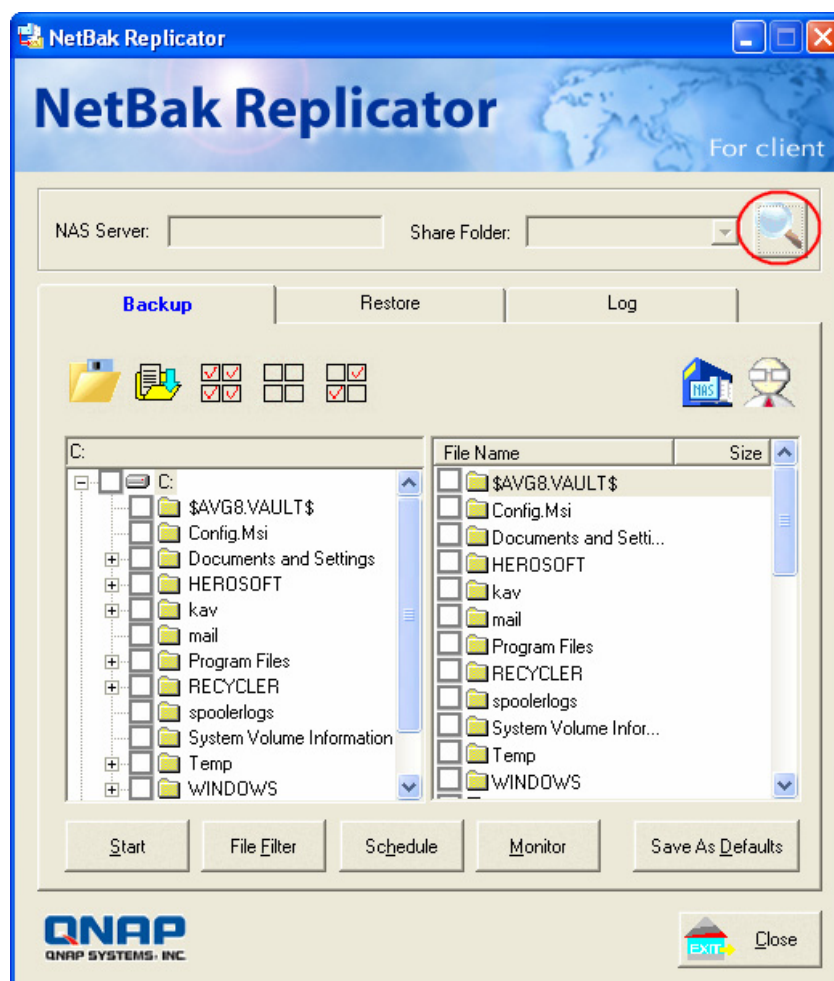 NetBak Replicator
NetBak Replicator
For client
NAS Server:
Share Folder:
Backup
Restore
Log
NAS
C:
File Name
Size
C:
$AVG8.VAULT$
Config.Msi
Documents and Settings
HEROSOFT
kav
mail
Program Files
RECYCLER
spoolerlogs
System Volume Information
Temp
WINDOWS
$AVG8.VAULT$
Config.Msi
Documents and Setti...
HEROSOFT
kav
mail
Program Files
RECYCLER
spoolerlogs
System Volume Infor...
Temp
WINDOWS
Start
File Filter
Schedule
Monitor
Save As Defaults
QNAP
QNAP SYSTEMS, INC.
EXIT
Close